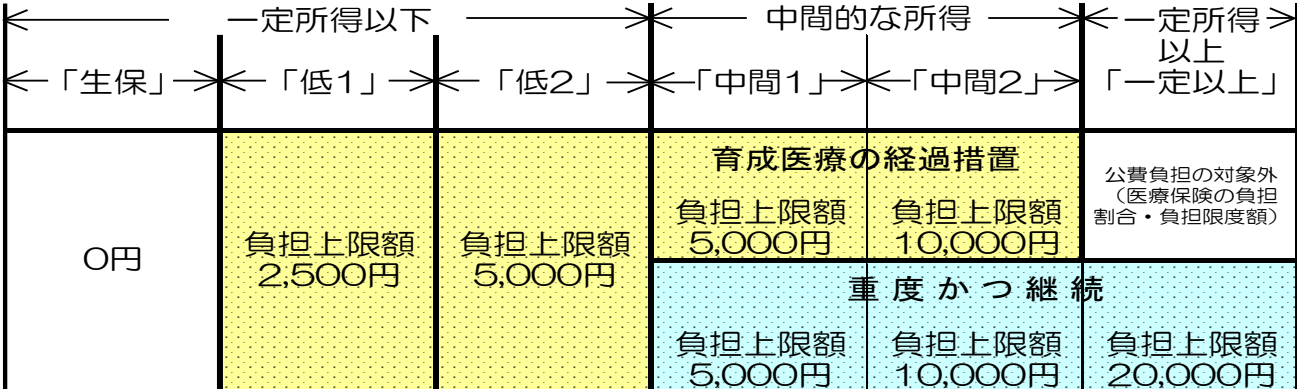 一定所得以下
中間的な所得
一定所得
以上
「生保」
「低1」
「低2」
「中間1」
「中間2」
「一定以上」
育成医療の経過措置
公費負担の対象外
（医療保険の負担
割合・負担限度額）
0円
負担上限額
2,500円
負担上限額
5,000円
負担上限額
5,000円
負担上限額
10,000円
重度かつ継続
負担上限額
5,000円
負担上限額
10,000円
負担上限額
20,000円